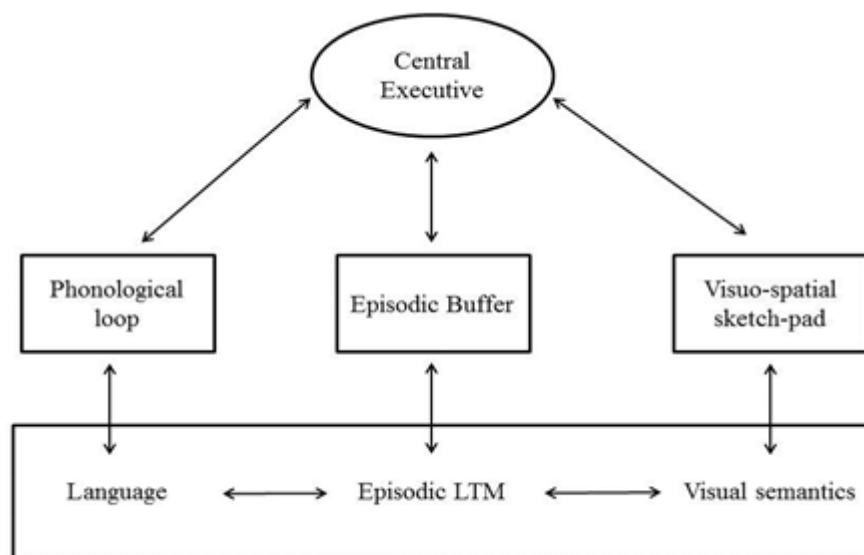 Central
Executive
Phonological
loop
Episodic Buffer
Visuo-spatial
sketch-pad
Language
Episodic LTM
Visual semantics